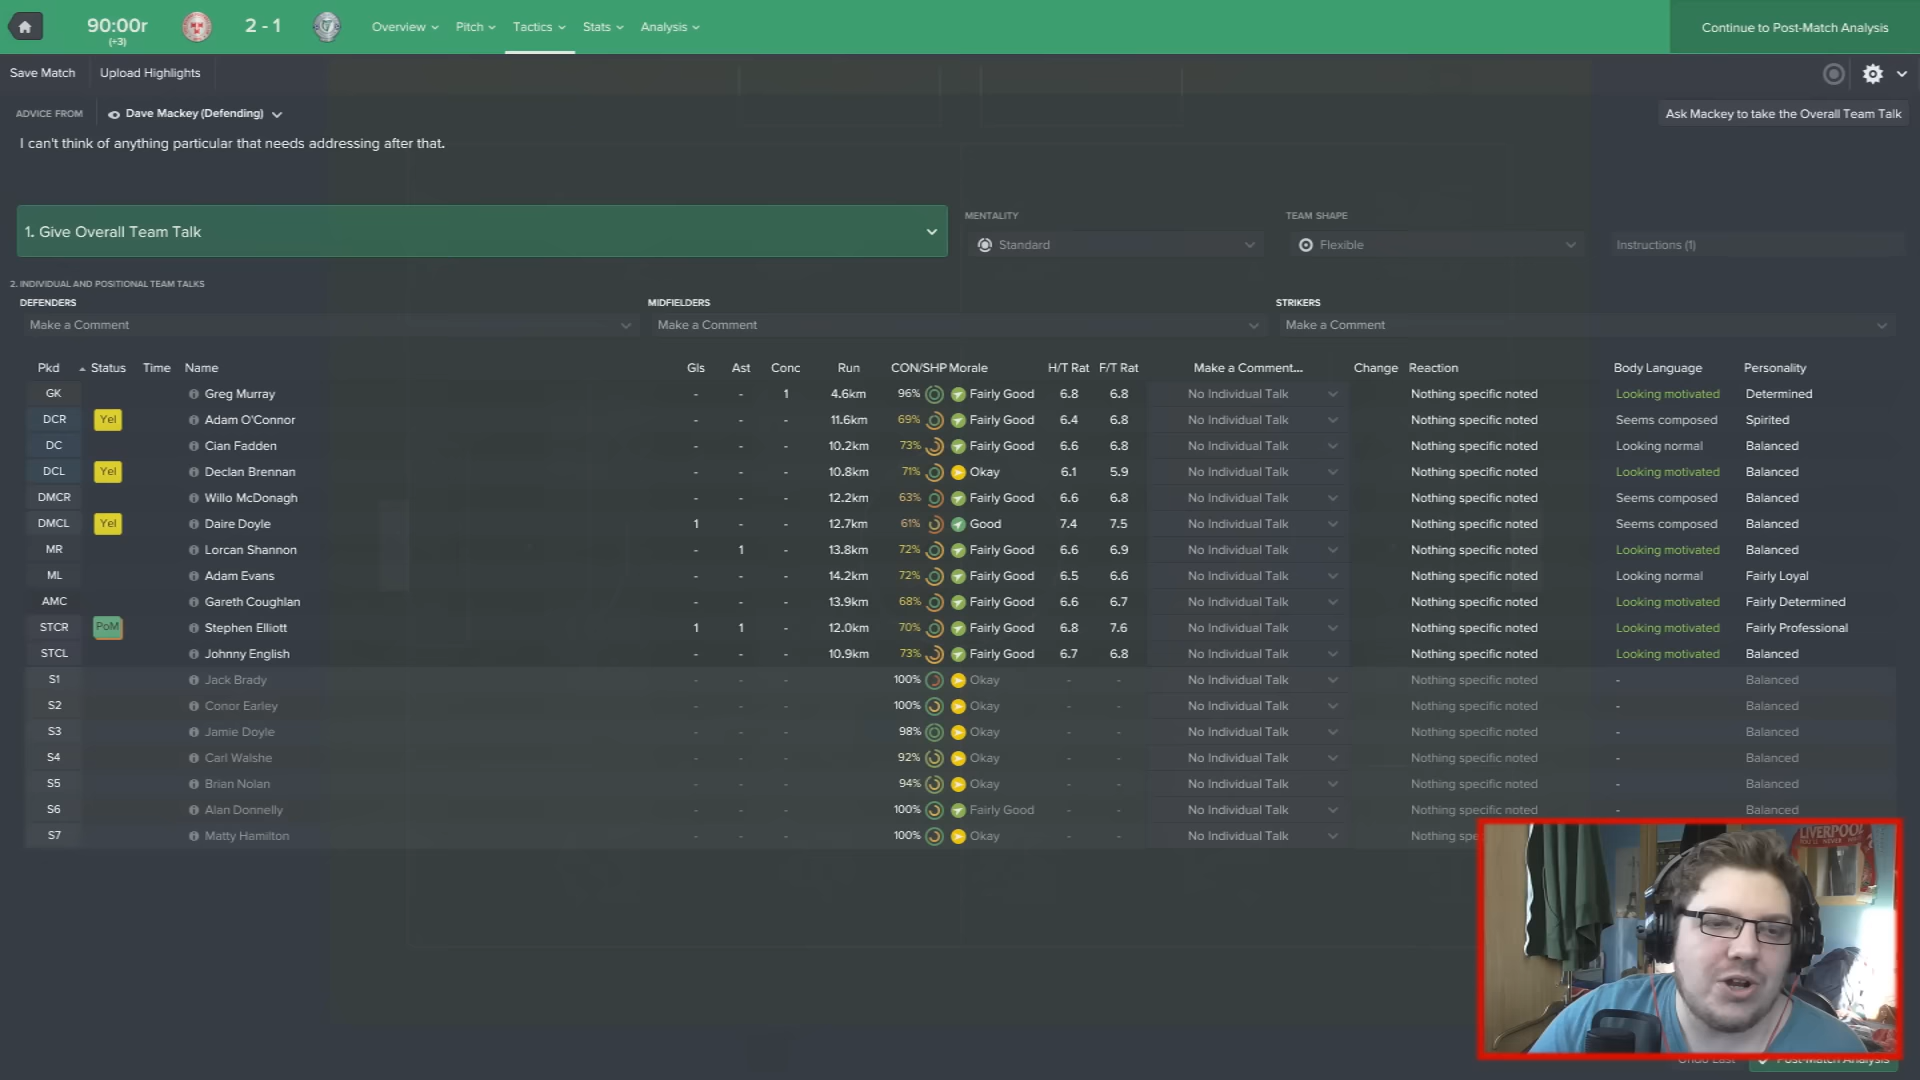 90:00r
(+3)
2 - 1
Overview
Pitch
Tactics
Stats
Analysis
Continue to Post-Match Analysis
Save Match
Upload Highlights
ADVICE FROM
Dave Mackey (Defending)
Ask Mackey to take the Overall Team Talk
I can't think of anything particular that needs addressing after that.
1. Give Overall Team Talk
MENTALITY
Standard
TEAM SHAPE
Flexible
Instructions (1)
2. INDIVIDUAL AND POSITIONAL TEAM TALKS
DEFENDERS
MIDFIELDERS
STRIKERS
Make a Comment
Make a Comment
Make a Comment
Pkd Status Time Name Gls Ast Conc Run CON/SHP Morale H/T Rat F/T Rat Make a Comment... Change Reaction Body Language Personality
GK Greg Murray - - 1 4.6km 96% Fairly Good 6.8 6.8 No Individual Talk Nothing specific noted Looking motivated Determined
DCR Yel Adam O'Connor - - - 11.6km 69% Fairly Good 6.4 6.8 No Individual Talk Nothing specific noted Seems composed Spirited
DC Cian Fadden - - - 10.2km 73% Fairly Good 6.6 6.8 No Individual Talk Nothing specific noted Looking normal Balanced
DCL Yel Declan Brennan - - - 10.8km 71% Okay 6.1 5.9 No Individual Talk Nothing specific noted Looking motivated Balanced
DMCR Willo McDonagh - - - 12.2km 63% Fairly Good 6.6 6.8 No Individual Talk Nothing specific noted Seems composed Balanced
DMCL Yel Daire Doyle 1 - - 12.7km 61% Good 7.4 7.5 No Individual Talk Nothing specific noted Seems composed Balanced
MR Lorcan Shannon - 1 - 13.8km 72% Fairly Good 6.6 6.9 No Individual Talk Nothing specific noted Looking motivated Balanced
ML Adam Evans - - - 14.2km 72% Fairly Good 6.5 6.6 No Individual Talk Nothing specific noted Looking normal Fairly Loyal
AMC Gareth Coughlan - - - 13.9km 68% Fairly Good 6.6 6.7 No Individual Talk Nothing specific noted Looking motivated Fairly Determined
STCR PoM Stephen Elliott 1 1 - 12.0km 70% Fairly Good 6.8 7.6 No Individual Talk Nothing specific noted Looking motivated Fairly Professional
STCL Johnny English - - - 10.9km 73% Fairly Good 6.7 6.8 No Individual Talk Nothing specific noted Looking motivated Balanced
S1 Jack Brady - - - 100% Okay - - No Individual Talk Nothing specific noted - Balanced
S2 Conor Earley - - - 100% Okay - - No Individual Talk Nothing specific noted - Balanced
S3 Jamie Doyle - - - 98% Okay - - No Individual Talk Nothing specific noted - Balanced
S4 Carl Walshe - - - 92% Okay - - No Individual Talk Nothing specific noted - Balanced
S5 Brian Nolan - - - 94% Okay - - No Individual Talk Nothing specific noted - Balanced
S6 Alan Donnelly - - - 100% Fairly Good - - No Individual Talk Nothing specific noted - Balanced
S7 Matty Hamilton - - - 100% Okay - - No Individual Talk Nothing spe
LIVERPOOL
Undo Last
Post-Match Analysis